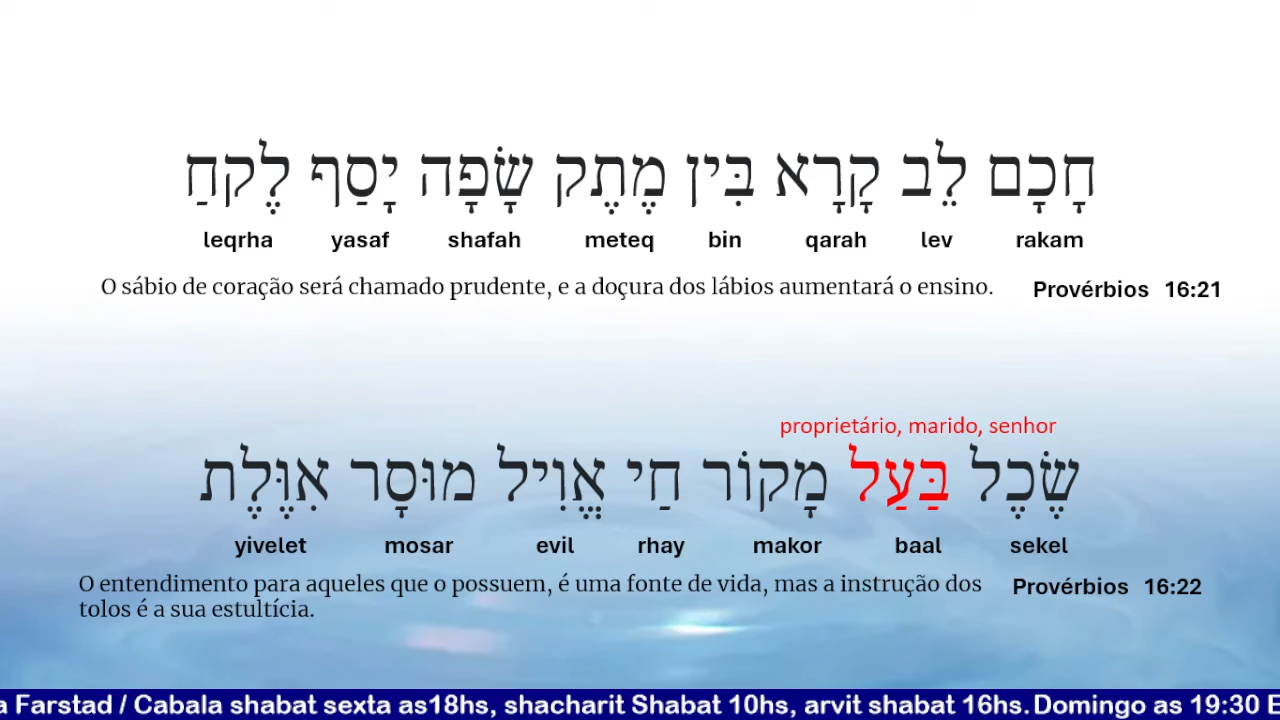 חָכָם לֵב קָרָא בִּין מֶתֶק שָׂפָה יָסַף לֶקַח
leqrha yasaf shafah meteq bin qarah lev rakam
O sábio de coração será chamado prudente, e a doçura dos lábios aumentará o ensino. Provérbios 16:21
proprietário, marido, senhor
שֶׂכֶל בַּעַל מָקוֹר חַי אֱוִיל מוּסָר אִוֶּלֶת
yivelet mosar evil rhay makor baal sekel
O entendimento para aqueles que o possuem, é uma fonte de vida, mas a instrução dos Provérbios 16:22
tolos é a sua estultícia.
a Farstad / Cabala shabat sexta as18hs, shacharit Shabat 10hs, arvit shabat 16hs.Domingo as 19:30 E